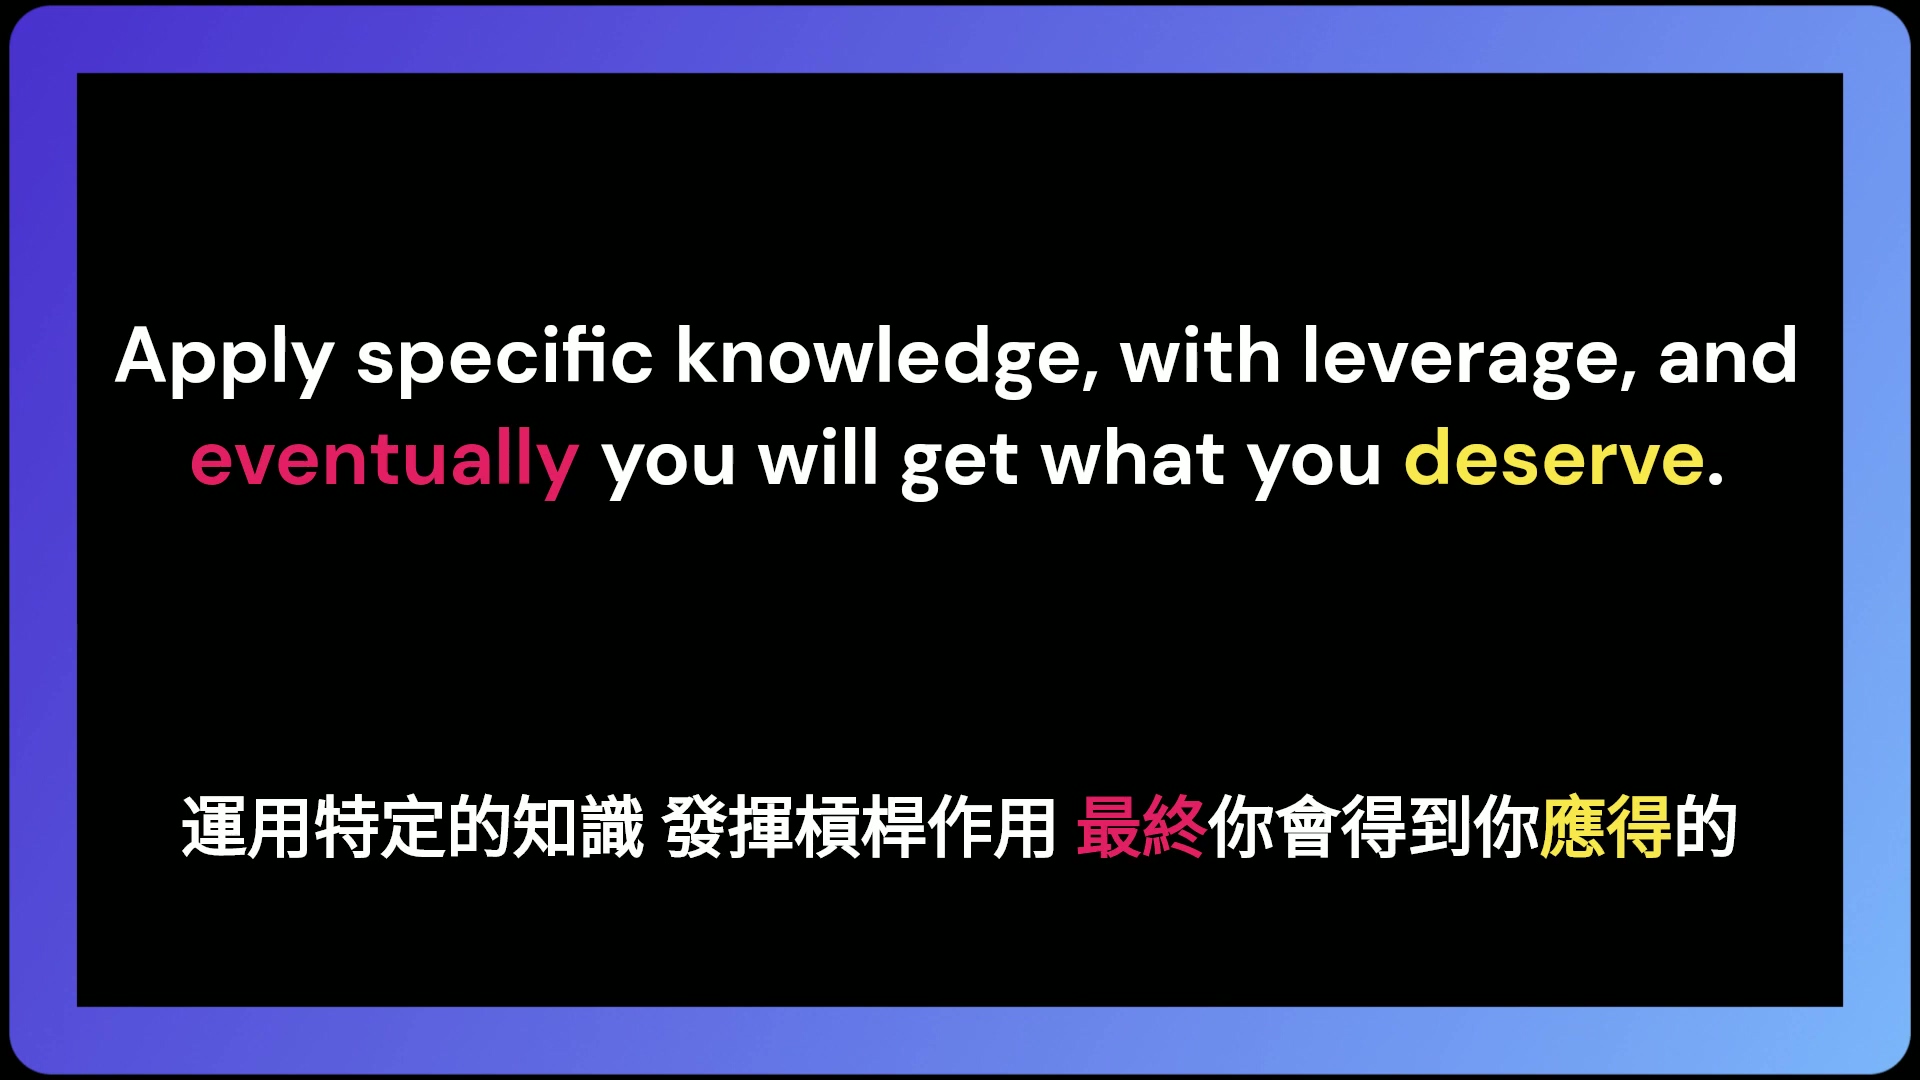 Apply specific knowledge, with leverage, and
eventually you will get what you deserve.
運用特定的知識 發揮槓桿作用 最終你會得到你應得的